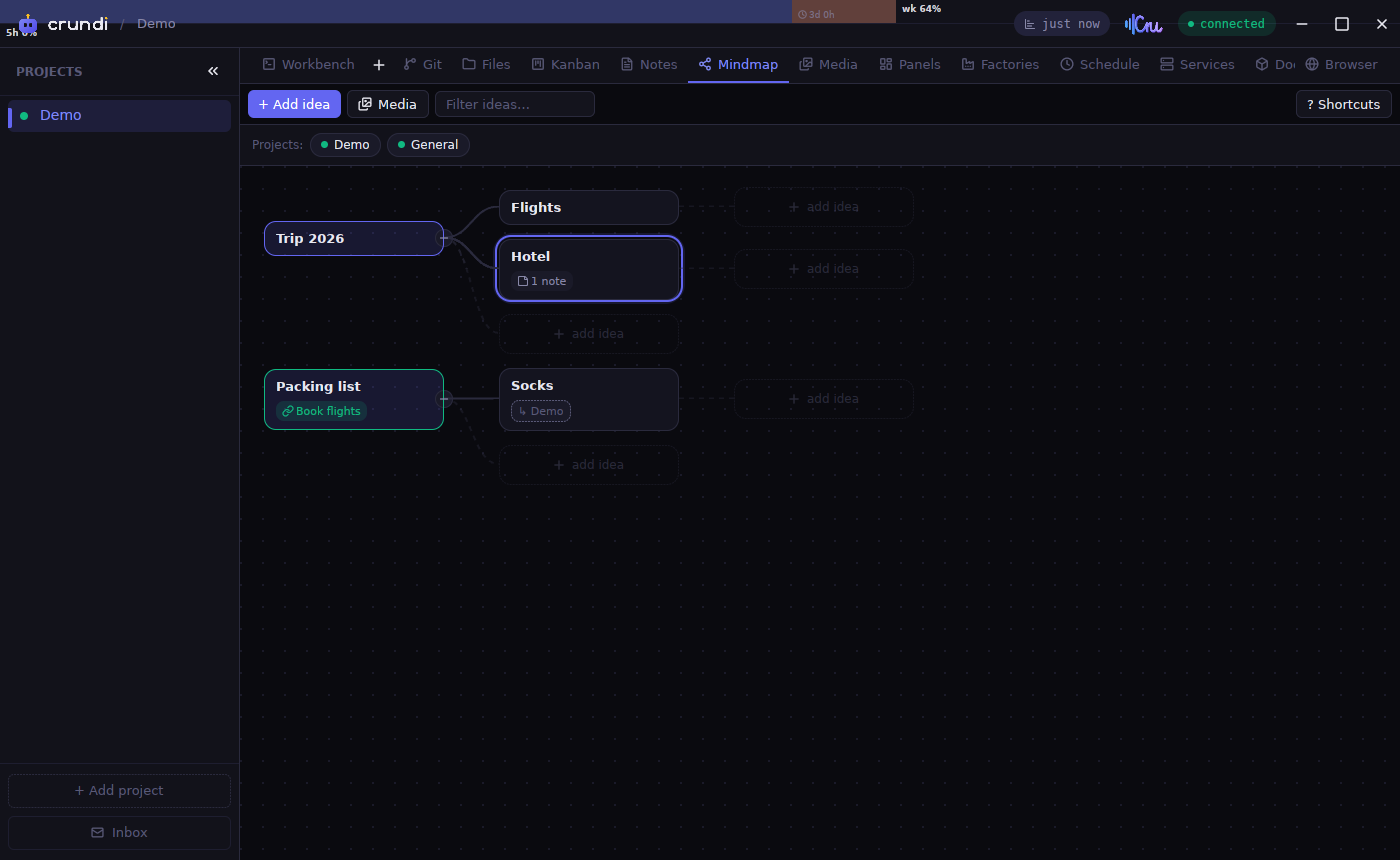 5h 0%
crundi / Demo
3d 0h
wk 64%
just now
Cru
connected
PROJECTS
Demo
+ Add project
Inbox
Workbench + Git Files Kanban Notes Mindmap Media Panels Factories Schedule Services Doc Browser
+ Add idea Media Filter ideas... ? Shortcuts
Projects: Demo General
Flights
+ add idea
Trip 2026
Hotel
1 note
+ add idea
+ add idea
Packing list
Book flights
Socks
↳ Demo
+ add idea
+ add idea